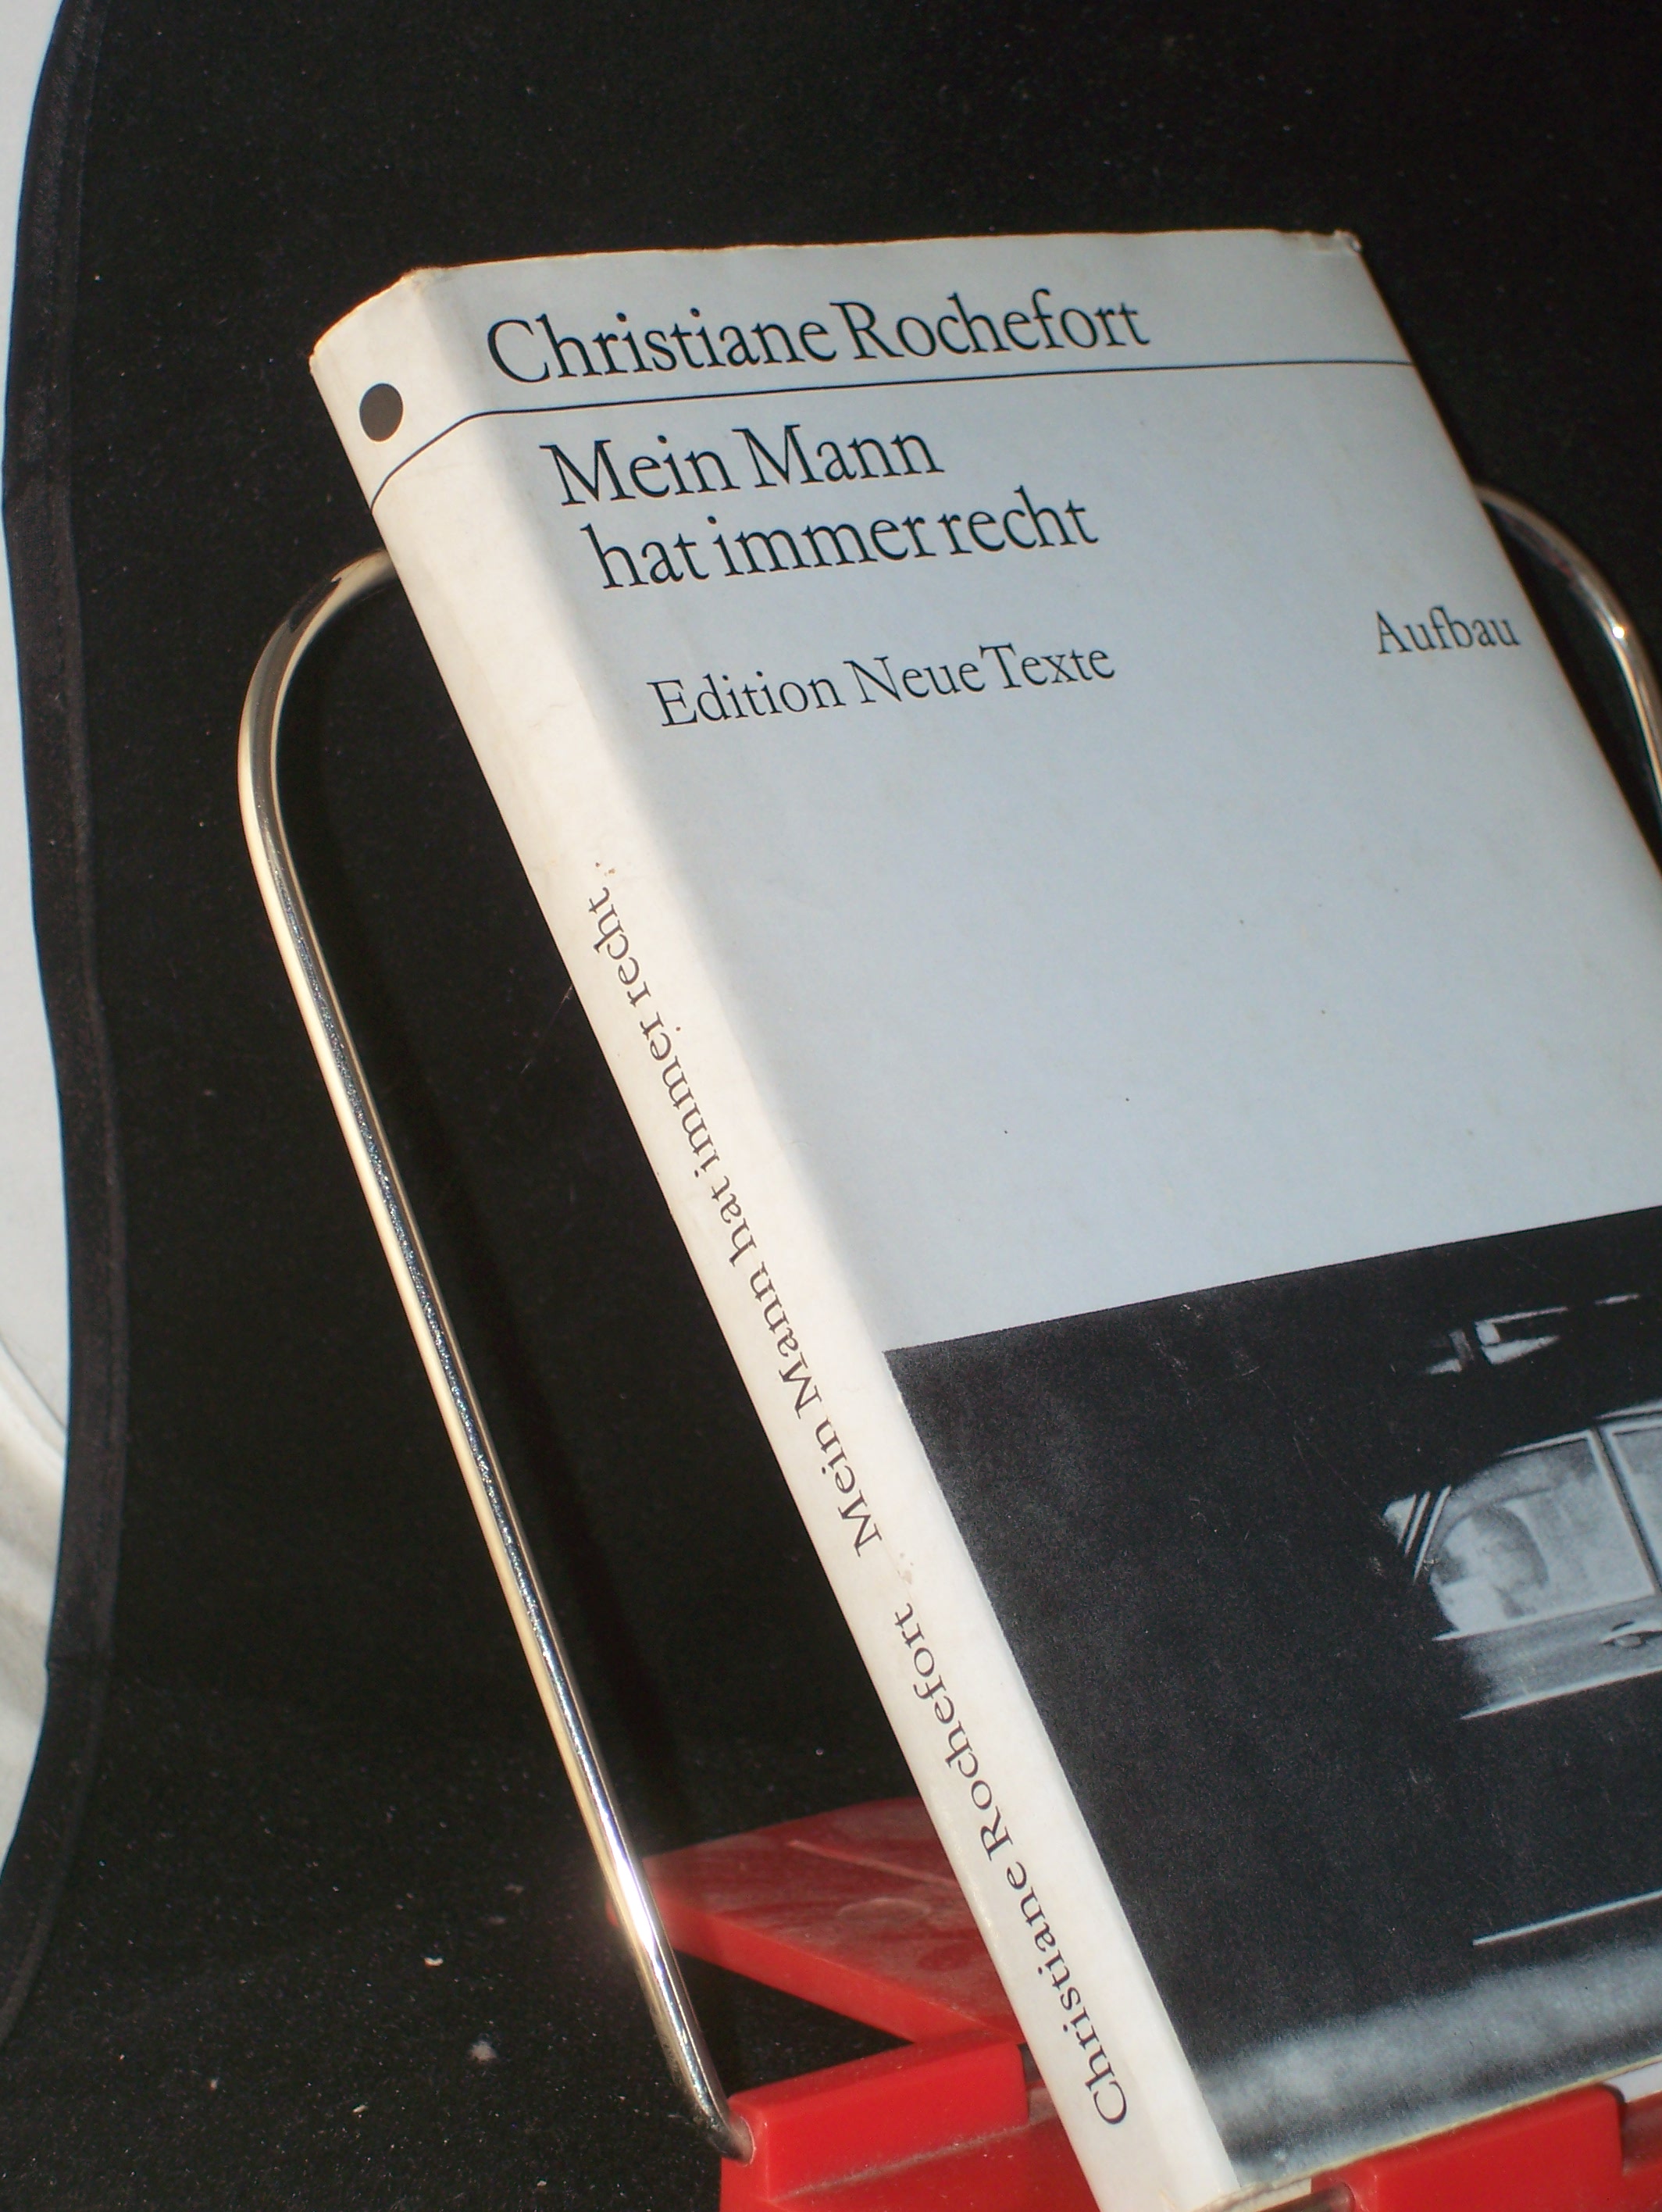 Christiane Rochefort
Mein Mann
hat immer recht
Edition Neue Texte
Aufbau
Christiane Rochefort Mein Mann hat immer recht